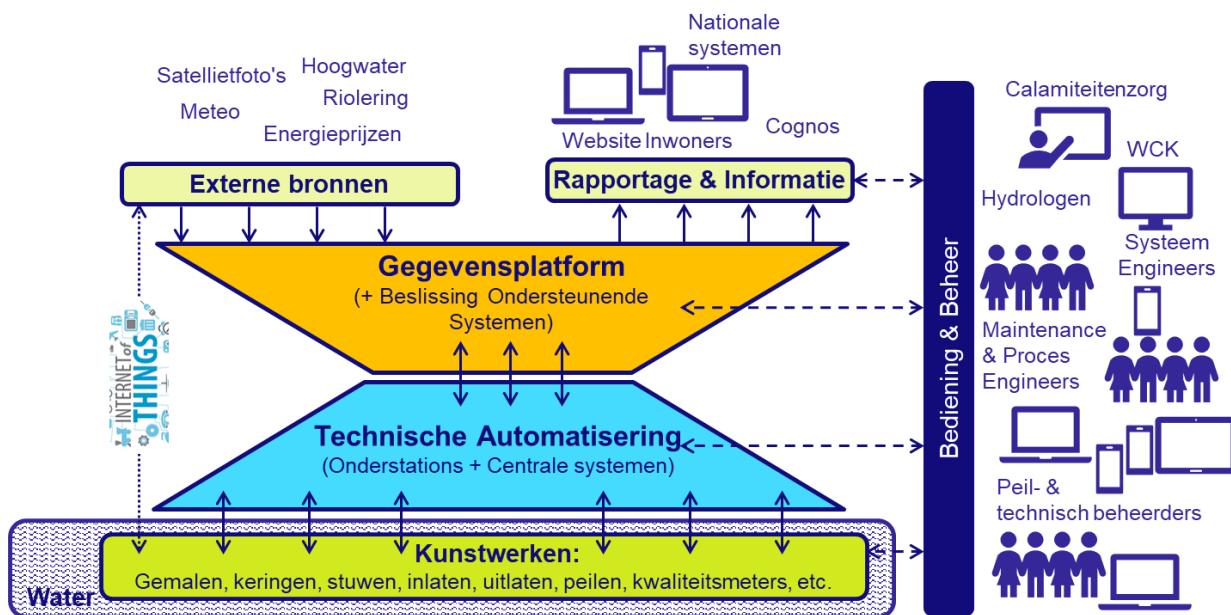 Nationale
systemen
Satellietfoto's
Hoogwater
Riolering
Meteo
Energieprijzen
Website Inwoners
Cognos
Externe bronnen
Rapportage & Informatie
Gegevensplatform
(+ Beslissing Ondersteunende
Systemen)
INTERNET of
THINGS
Technische Automatisering
(Onderstations + Centrale systemen)
Kunstwerken:
Gemalen, keringen, stuwen, inlaten, uitlaten, peilen, kwaliteitsmeters, etc.
Water
Bediening & Beheer
Calamiteitenzorg
WCK
Hydrologen
Systeem
Engineers
Maintenance
& Proces
Engineers
Peil- &
technisch beheerders